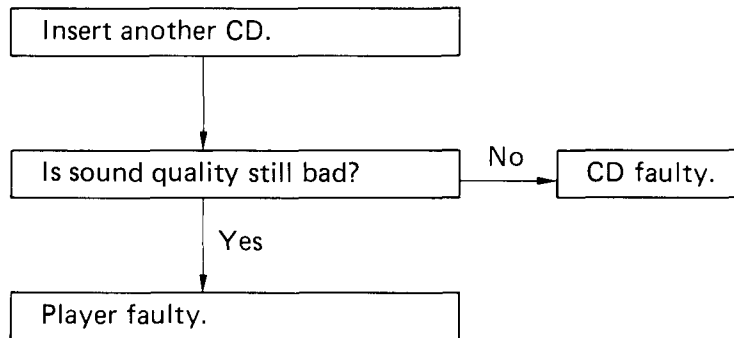 Insert another CD.
Is sound quality still bad?
No
CD faulty.
Yes
Player faulty.